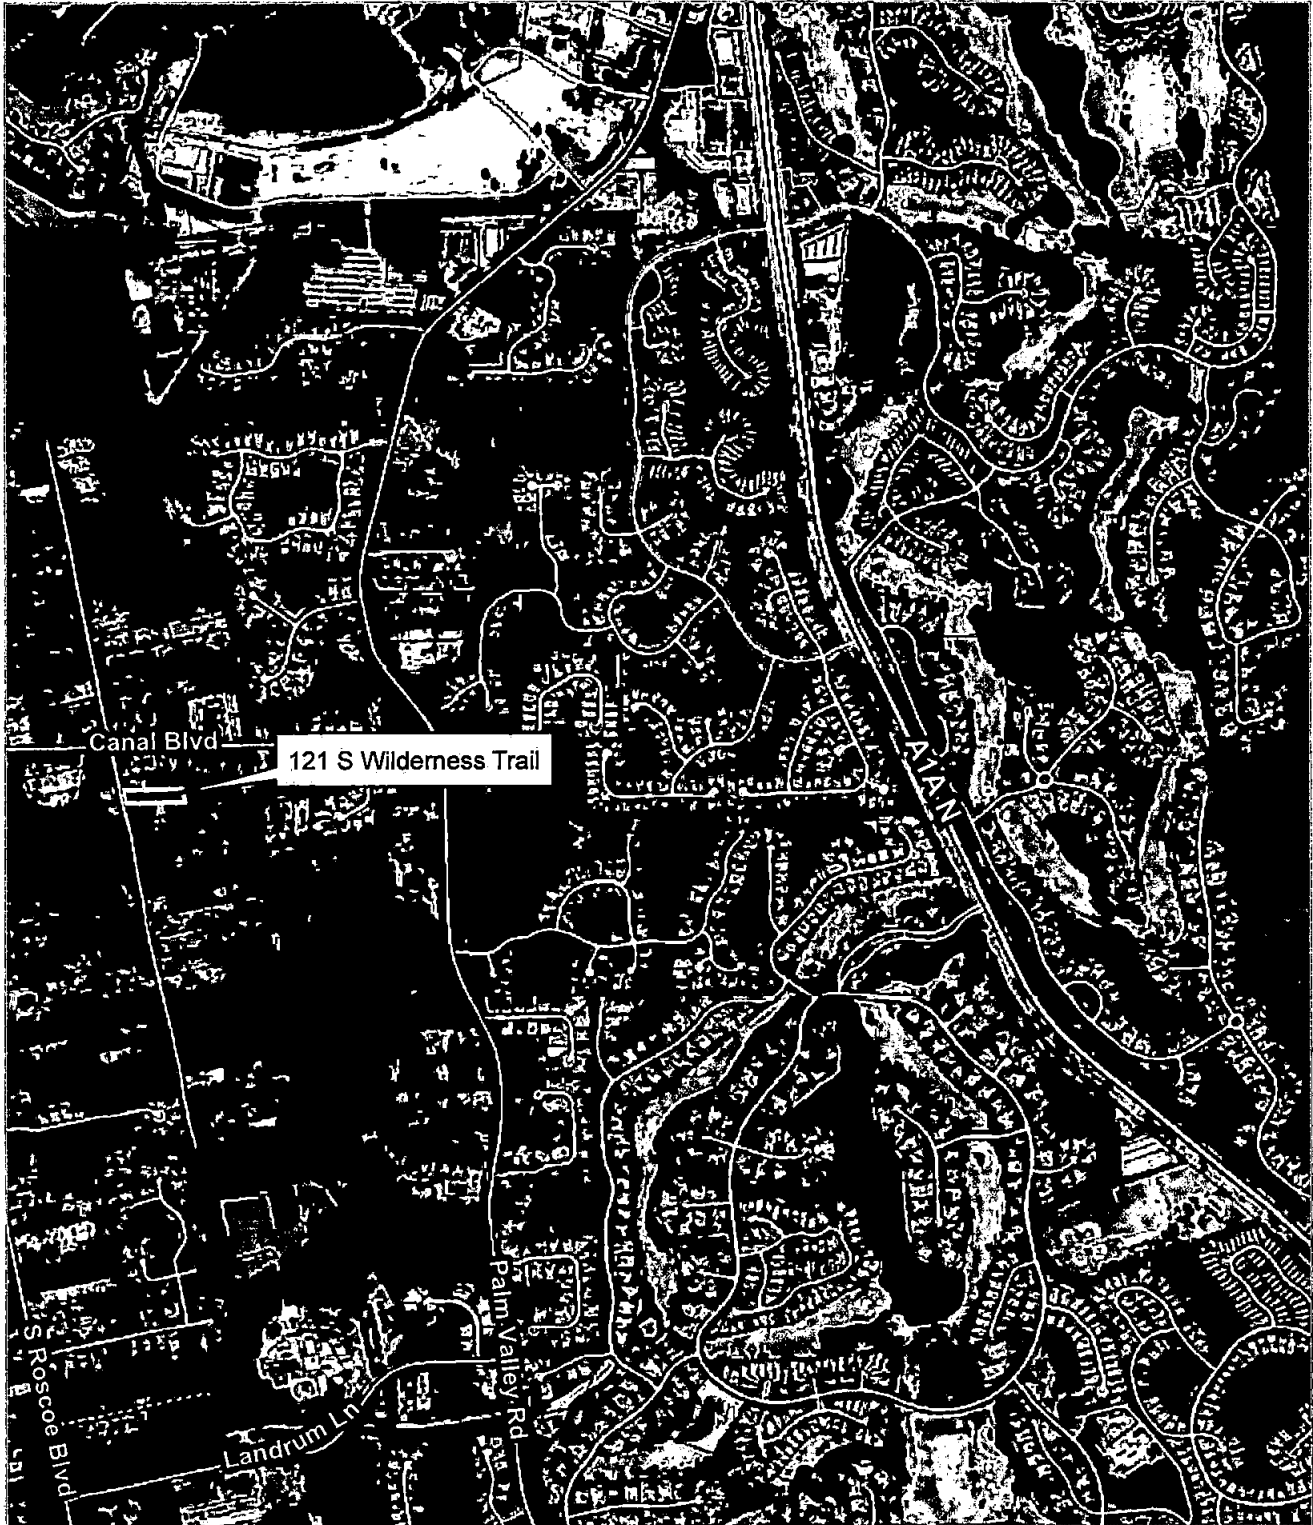 Canal Blvd
121 S Wilderness Trail
A1A N
Palm Valley Rd
S Roscoe Blvd
Landrum Ln